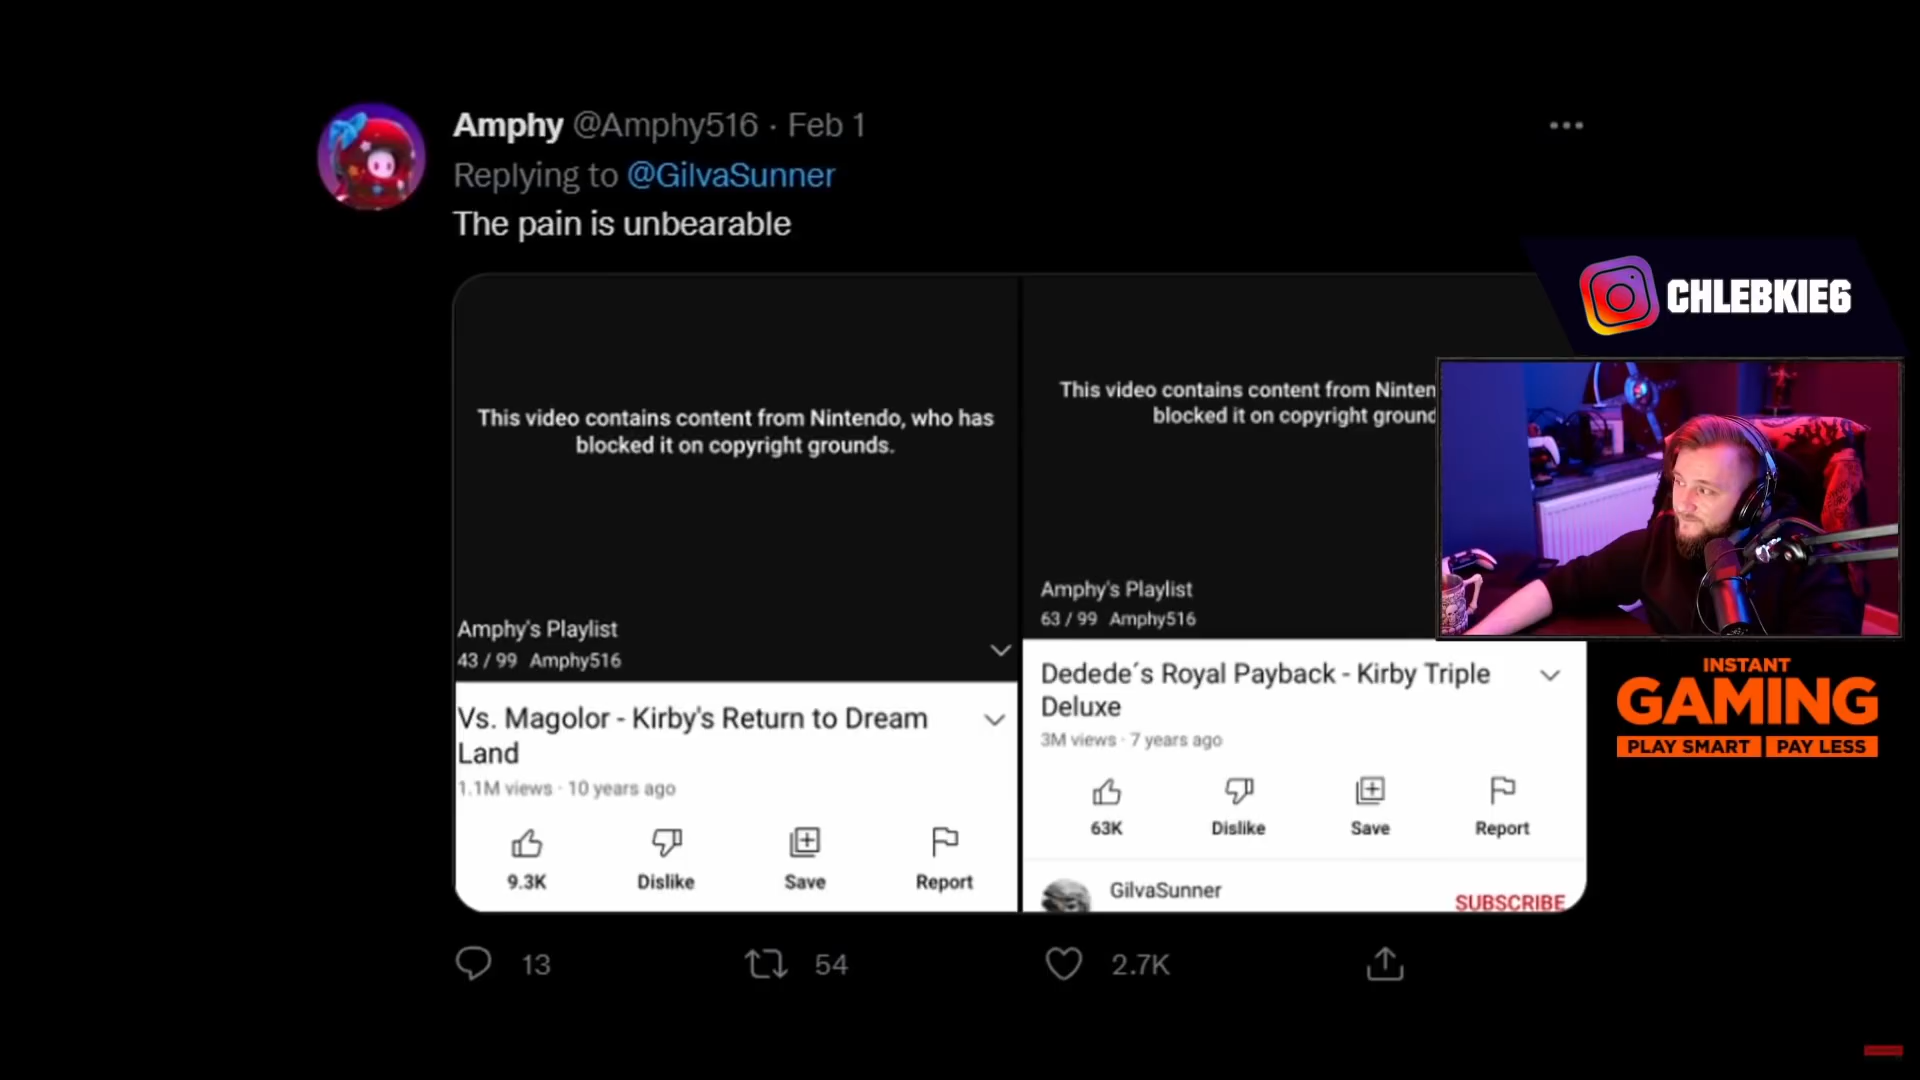 Amphy @Amphy516 · Feb 1
Replying to @GilvaSunner
The pain is unbearable
CHLEBKIE6
This video contains content from Nintendo, who has
blocked it on copyright grounds.
Amphy's Playlist
43 / 99 Amphy516
Vs. Magolor - Kirby's Return to Dream
Land
1.1M views · 10 years ago
9.3K
Dislike
Save
Report
This video contains content from Ninten
blocked it on copyright ground
Amphy's Playlist
63 / 99 Amphy516
Dedede´s Royal Payback - Kirby Triple
Deluxe
3M views · 7 years ago
63K
Dislike
Save
Report
GilvaSunner
SUBSCRIBE
INSTANT
GAMING
PLAY SMART PAY LESS
13
54
2.7K